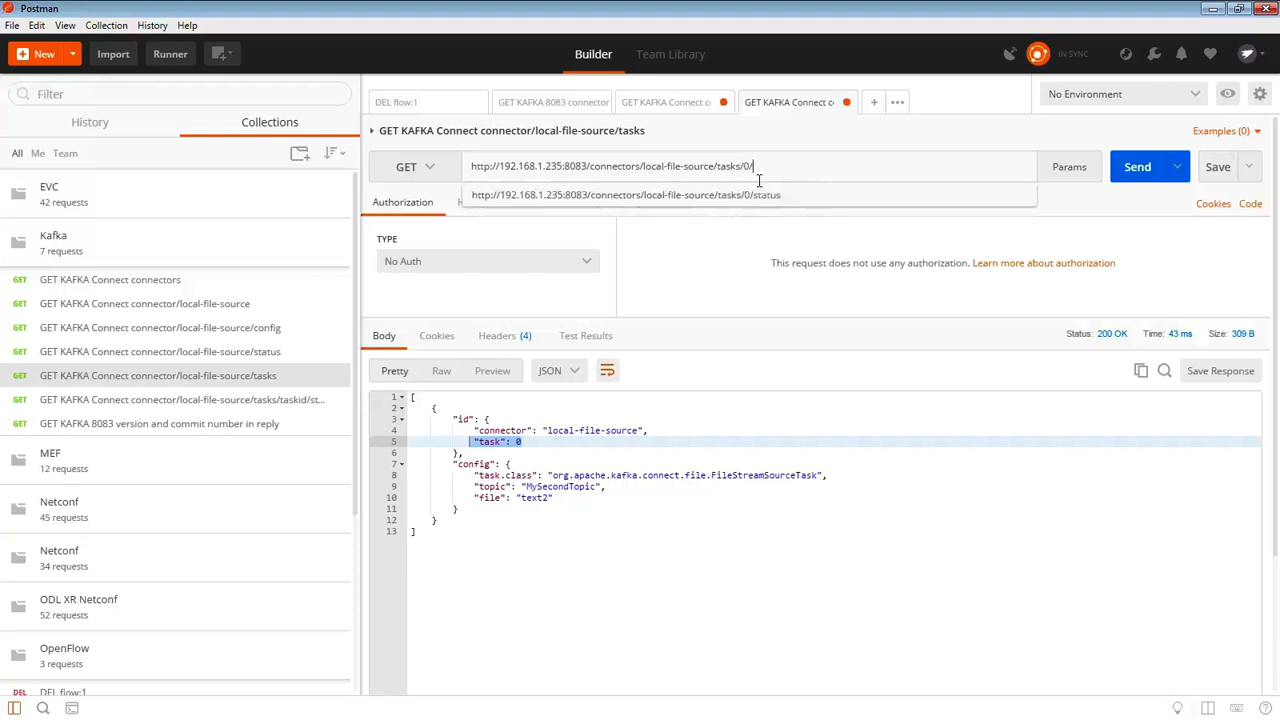 Postman
File Edit View Collection History Help
New Import Runner Builder Team Library IN SYNC
Filter
History Collections
All Me Team
EVC
42 requests
Kafka
7 requests
GET GET KAFKA Connect connectors
GET GET KAFKA Connect connector/local-file-source
GET GET KAFKA Connect connector/local-file-source/config
GET GET KAFKA Connect connector/local-file-source/status
GET GET KAFKA Connect connector/local-file-source/tasks
GET GET KAFKA Connect connector/local-file-source/tasks/taskid/st...
GET GET KAFKA 8083 version and commit number in reply
MEF
12 requests
Netconf
45 requests
Netconf
34 requests
ODL XR Netconf
52 requests
OpenFlow
3 requests
DEL DEL flow:1
DEL flow:1 GET KAFKA 8083 connector GET KAFKA Connect c GET KAFKA Connect c No Environment
GET KAFKA Connect connector/local-file-source/tasks Examples (0)
GET http://192.168.1.235:8083/connectors/local-file-source/tasks/0/ Params Send Save
http://192.168.1.235:8083/connectors/local-file-source/tasks/0/status
Authorization Cookies Code
TYPE
No Auth
This request does not use any authorization. Learn more about authorization
Body Cookies Headers (4) Test Results Status: 200 OK Time: 43 ms Size: 309 B
Pretty Raw Preview JSON Save Response
1 [
2 {
3 "id": {
4 "connector": "local-file-source",
5 "task": 0
6 },
7 "config": {
8 "task.class": "org.apache.kafka.connect.file.FileStreamSourceTask",
9 "topic": "MySecondTopic",
10 "file": "text2"
11 }
12 }
13 ]